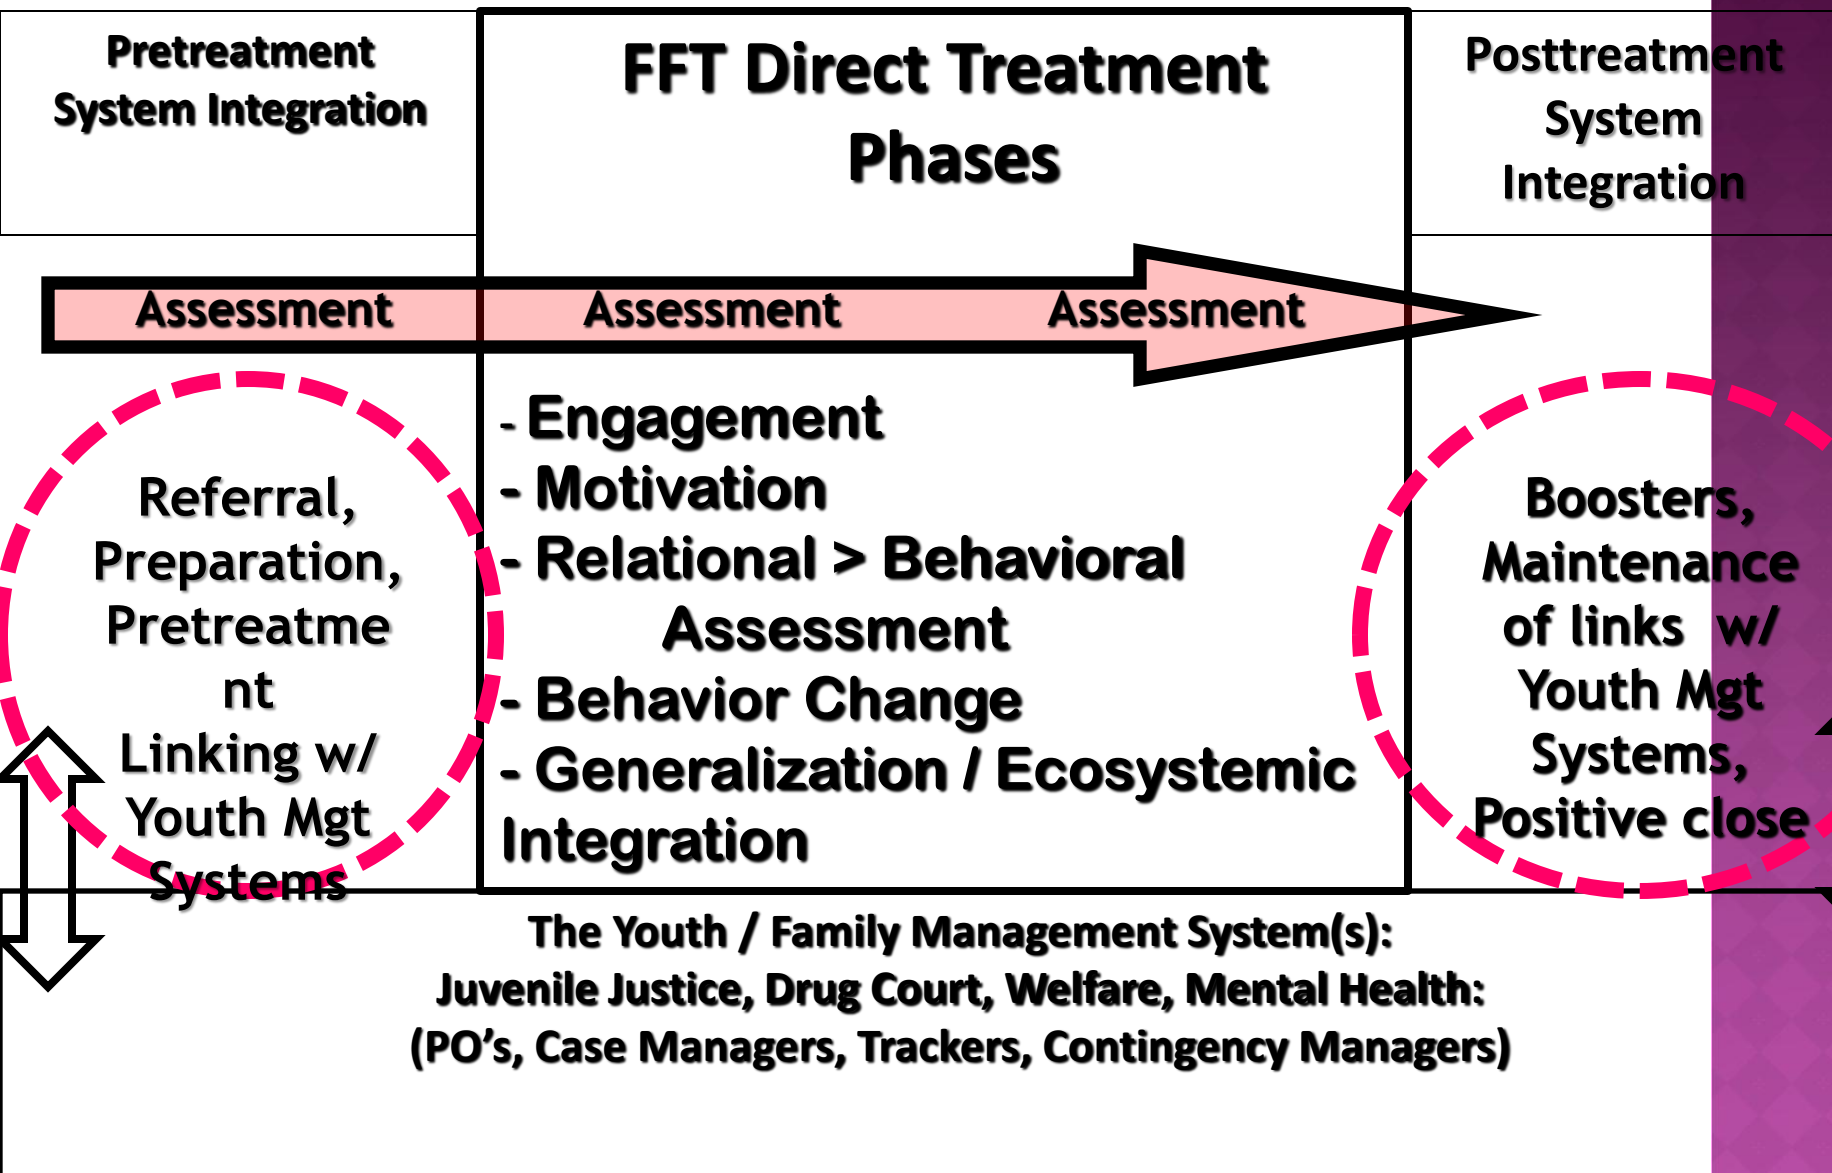 Pretreatment
System Integration
FFT Direct Treatment
Phases
Posttreatment
System
Integration
Assessment Assessment Assessment
Referral,
Preparation,
Pretreatme
nt
Linking w/
Youth Mgt
Systems
- Engagement
- Motivation
- Relational > Behavioral
Assessment
- Behavior Change
- Generalization / Ecosystemic
Integration
Boosters,
Maintenance
of links w/
Youth Mgt
Systems,
Positive close
The Youth / Family Management System(s):
Juvenile Justice, Drug Court, Welfare, Mental Health:
(PO’s, Case Managers, Trackers, Contingency Managers)